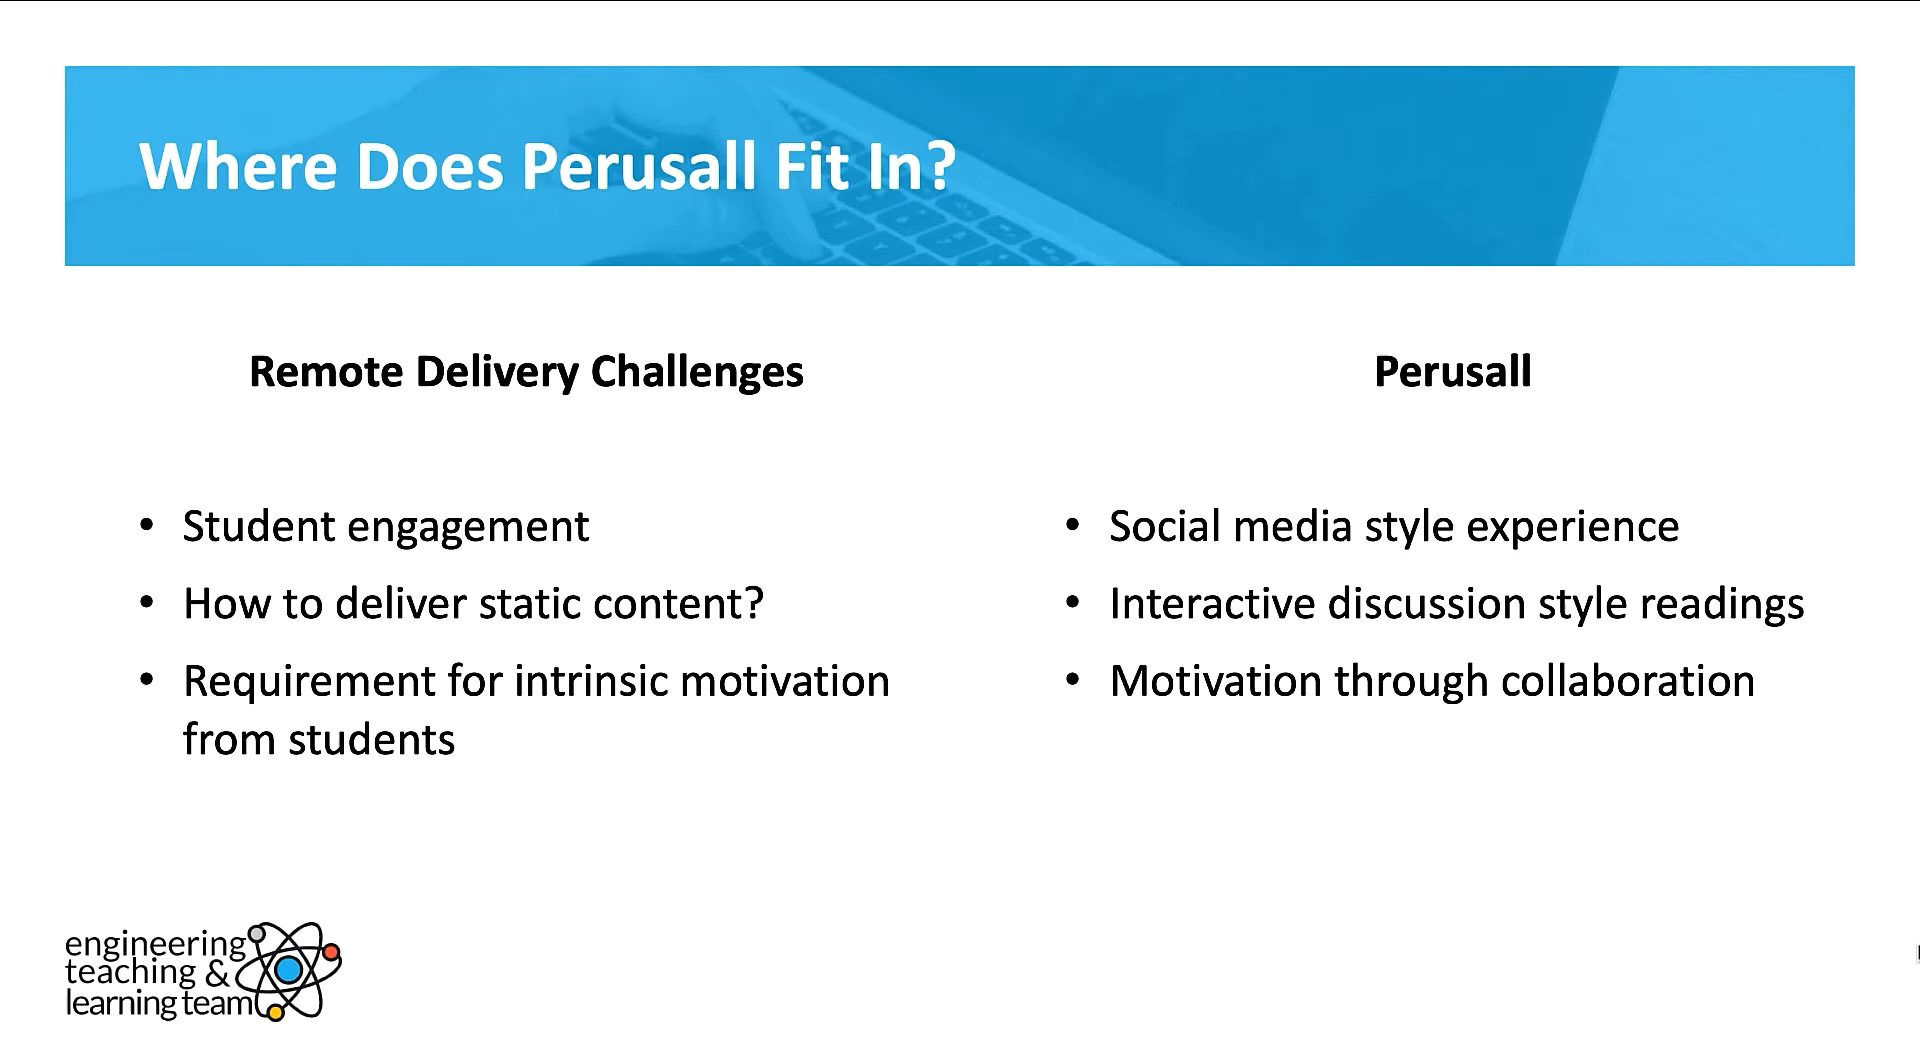 Where Does Perusall Fit In?
Remote Delivery Challenges
• Student engagement
• How to deliver static content?
• Requirement for intrinsic motivation
from students
Perusall
• Social media style experience
• Interactive discussion style readings
• Motivation through collaboration
engineering
teaching &
learning team